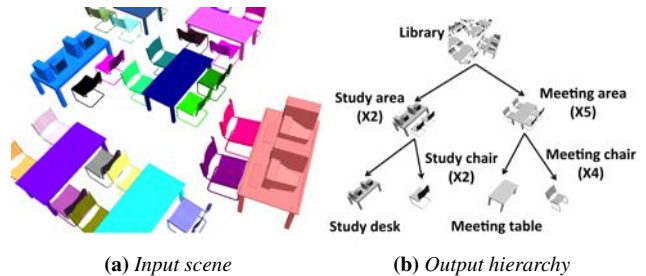 Library
Study area
(X2)
Meeting area
(X5)
Study chair
(X2)
Meeting chair
(X4)
Study desk
Meeting table
(a) Input scene
(b) Output hierarchy